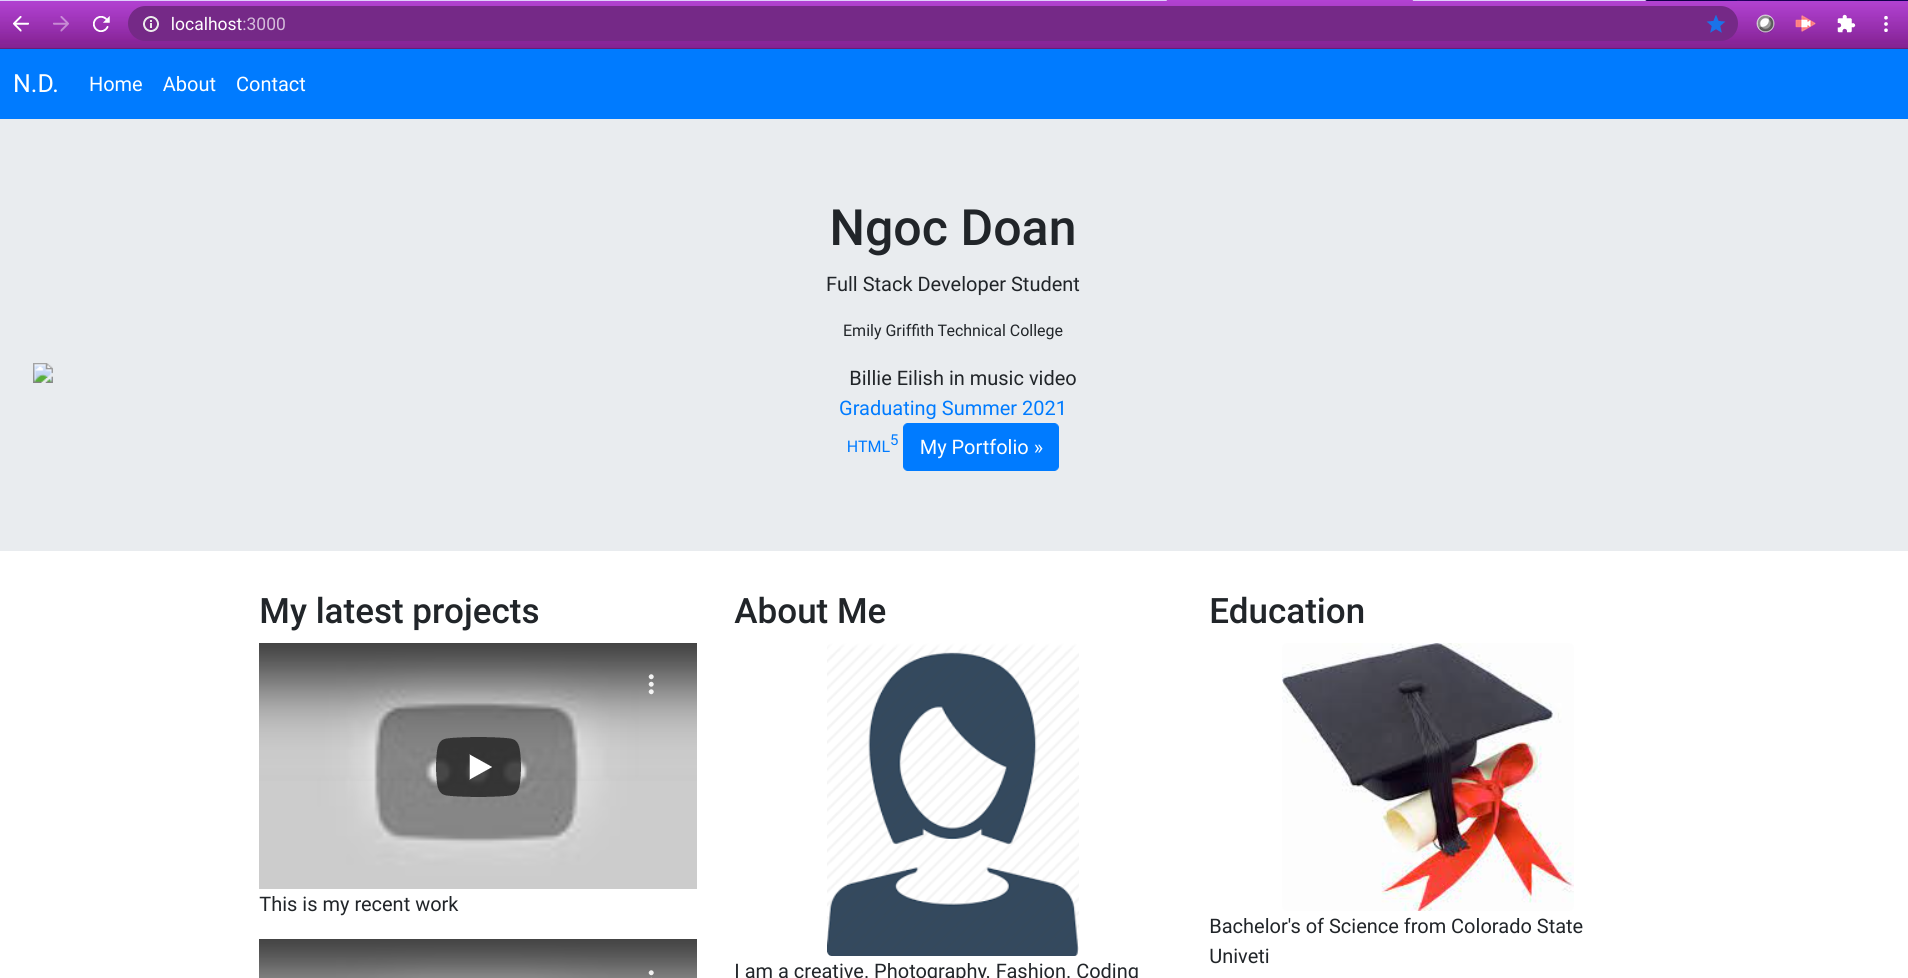 localhost:3000
N.D. Home About Contact
Ngoc Doan
Full Stack Developer Student
Emily Griffith Technical College
Billie Eilish in music video
Graduating Summer 2021
HTML5 My Portfolio »
My latest projects
This is my recent work
About Me
I am a creative. Photography. Fashion. Coding
Education
Bachelor's of Science from Colorado State
Univeti